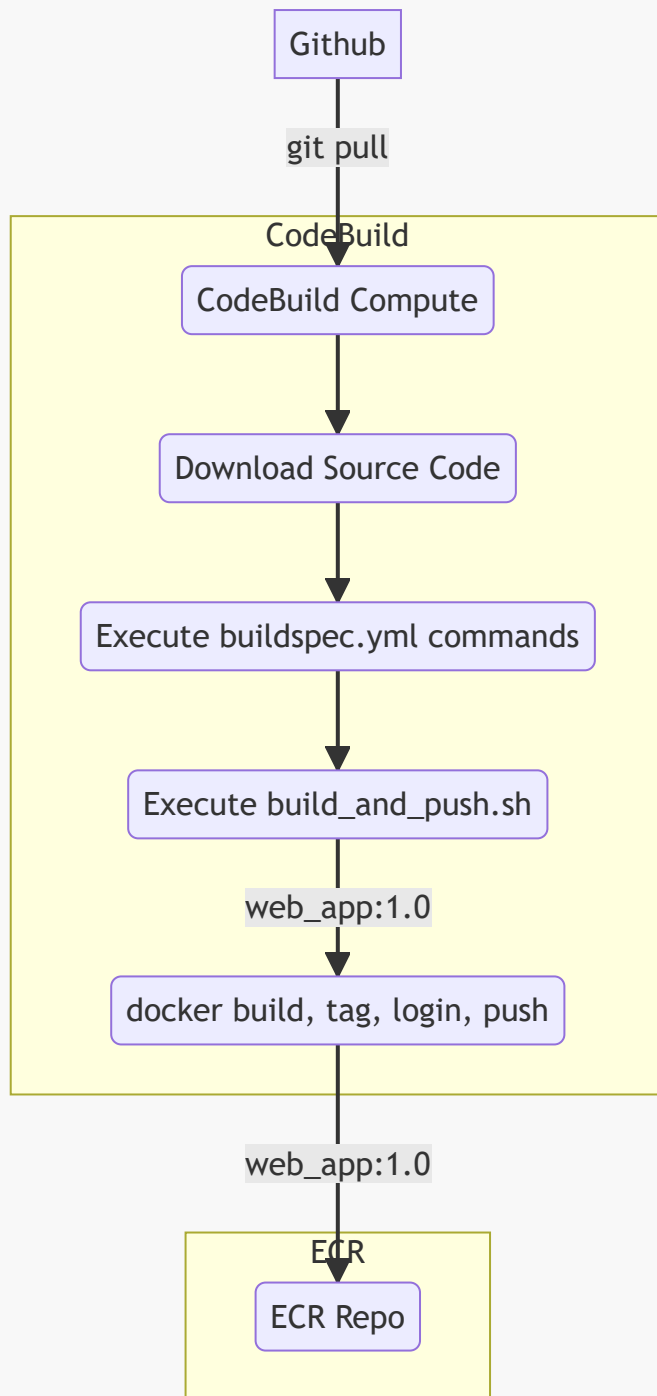 Github
git pull
CodeBuild
CodeBuild Compute
Download Source Code
Execute buildspec.yml commands
Execute build_and_push.sh
web_app:1.0
docker build, tag, login, push
web_app:1.0
ECR
ECR Repo